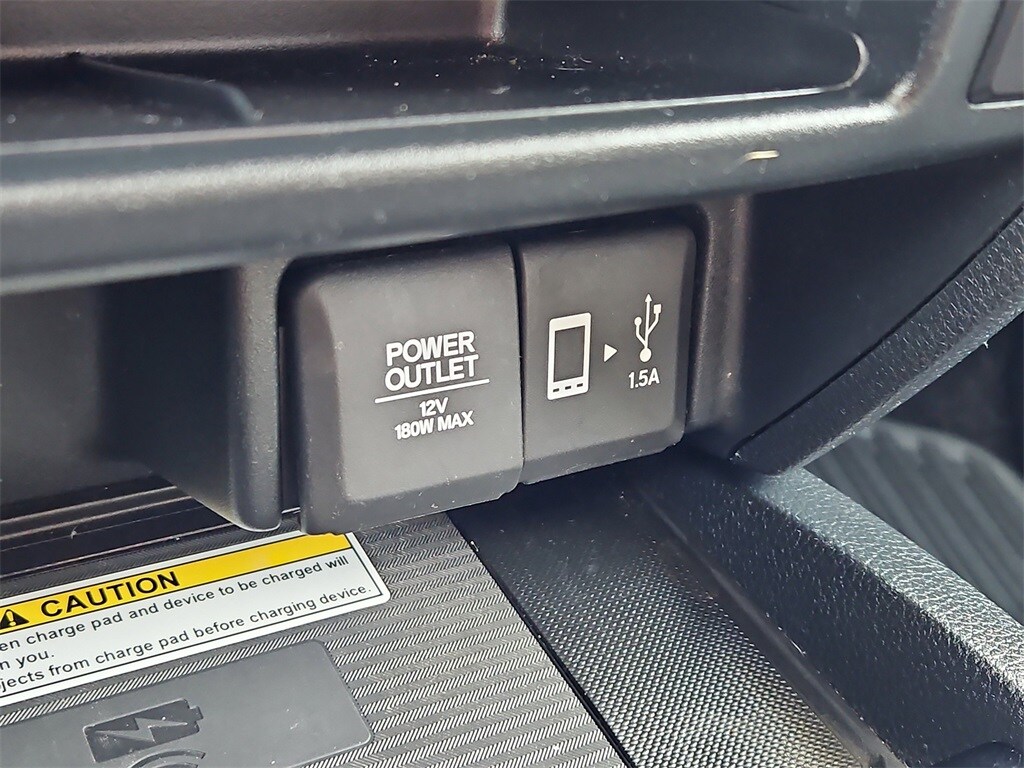 POWER
OUTLET
12V
180W MAX
1.5A
CAUTION
charge pad and device to be charged will
you.
from charge pad before charging device.